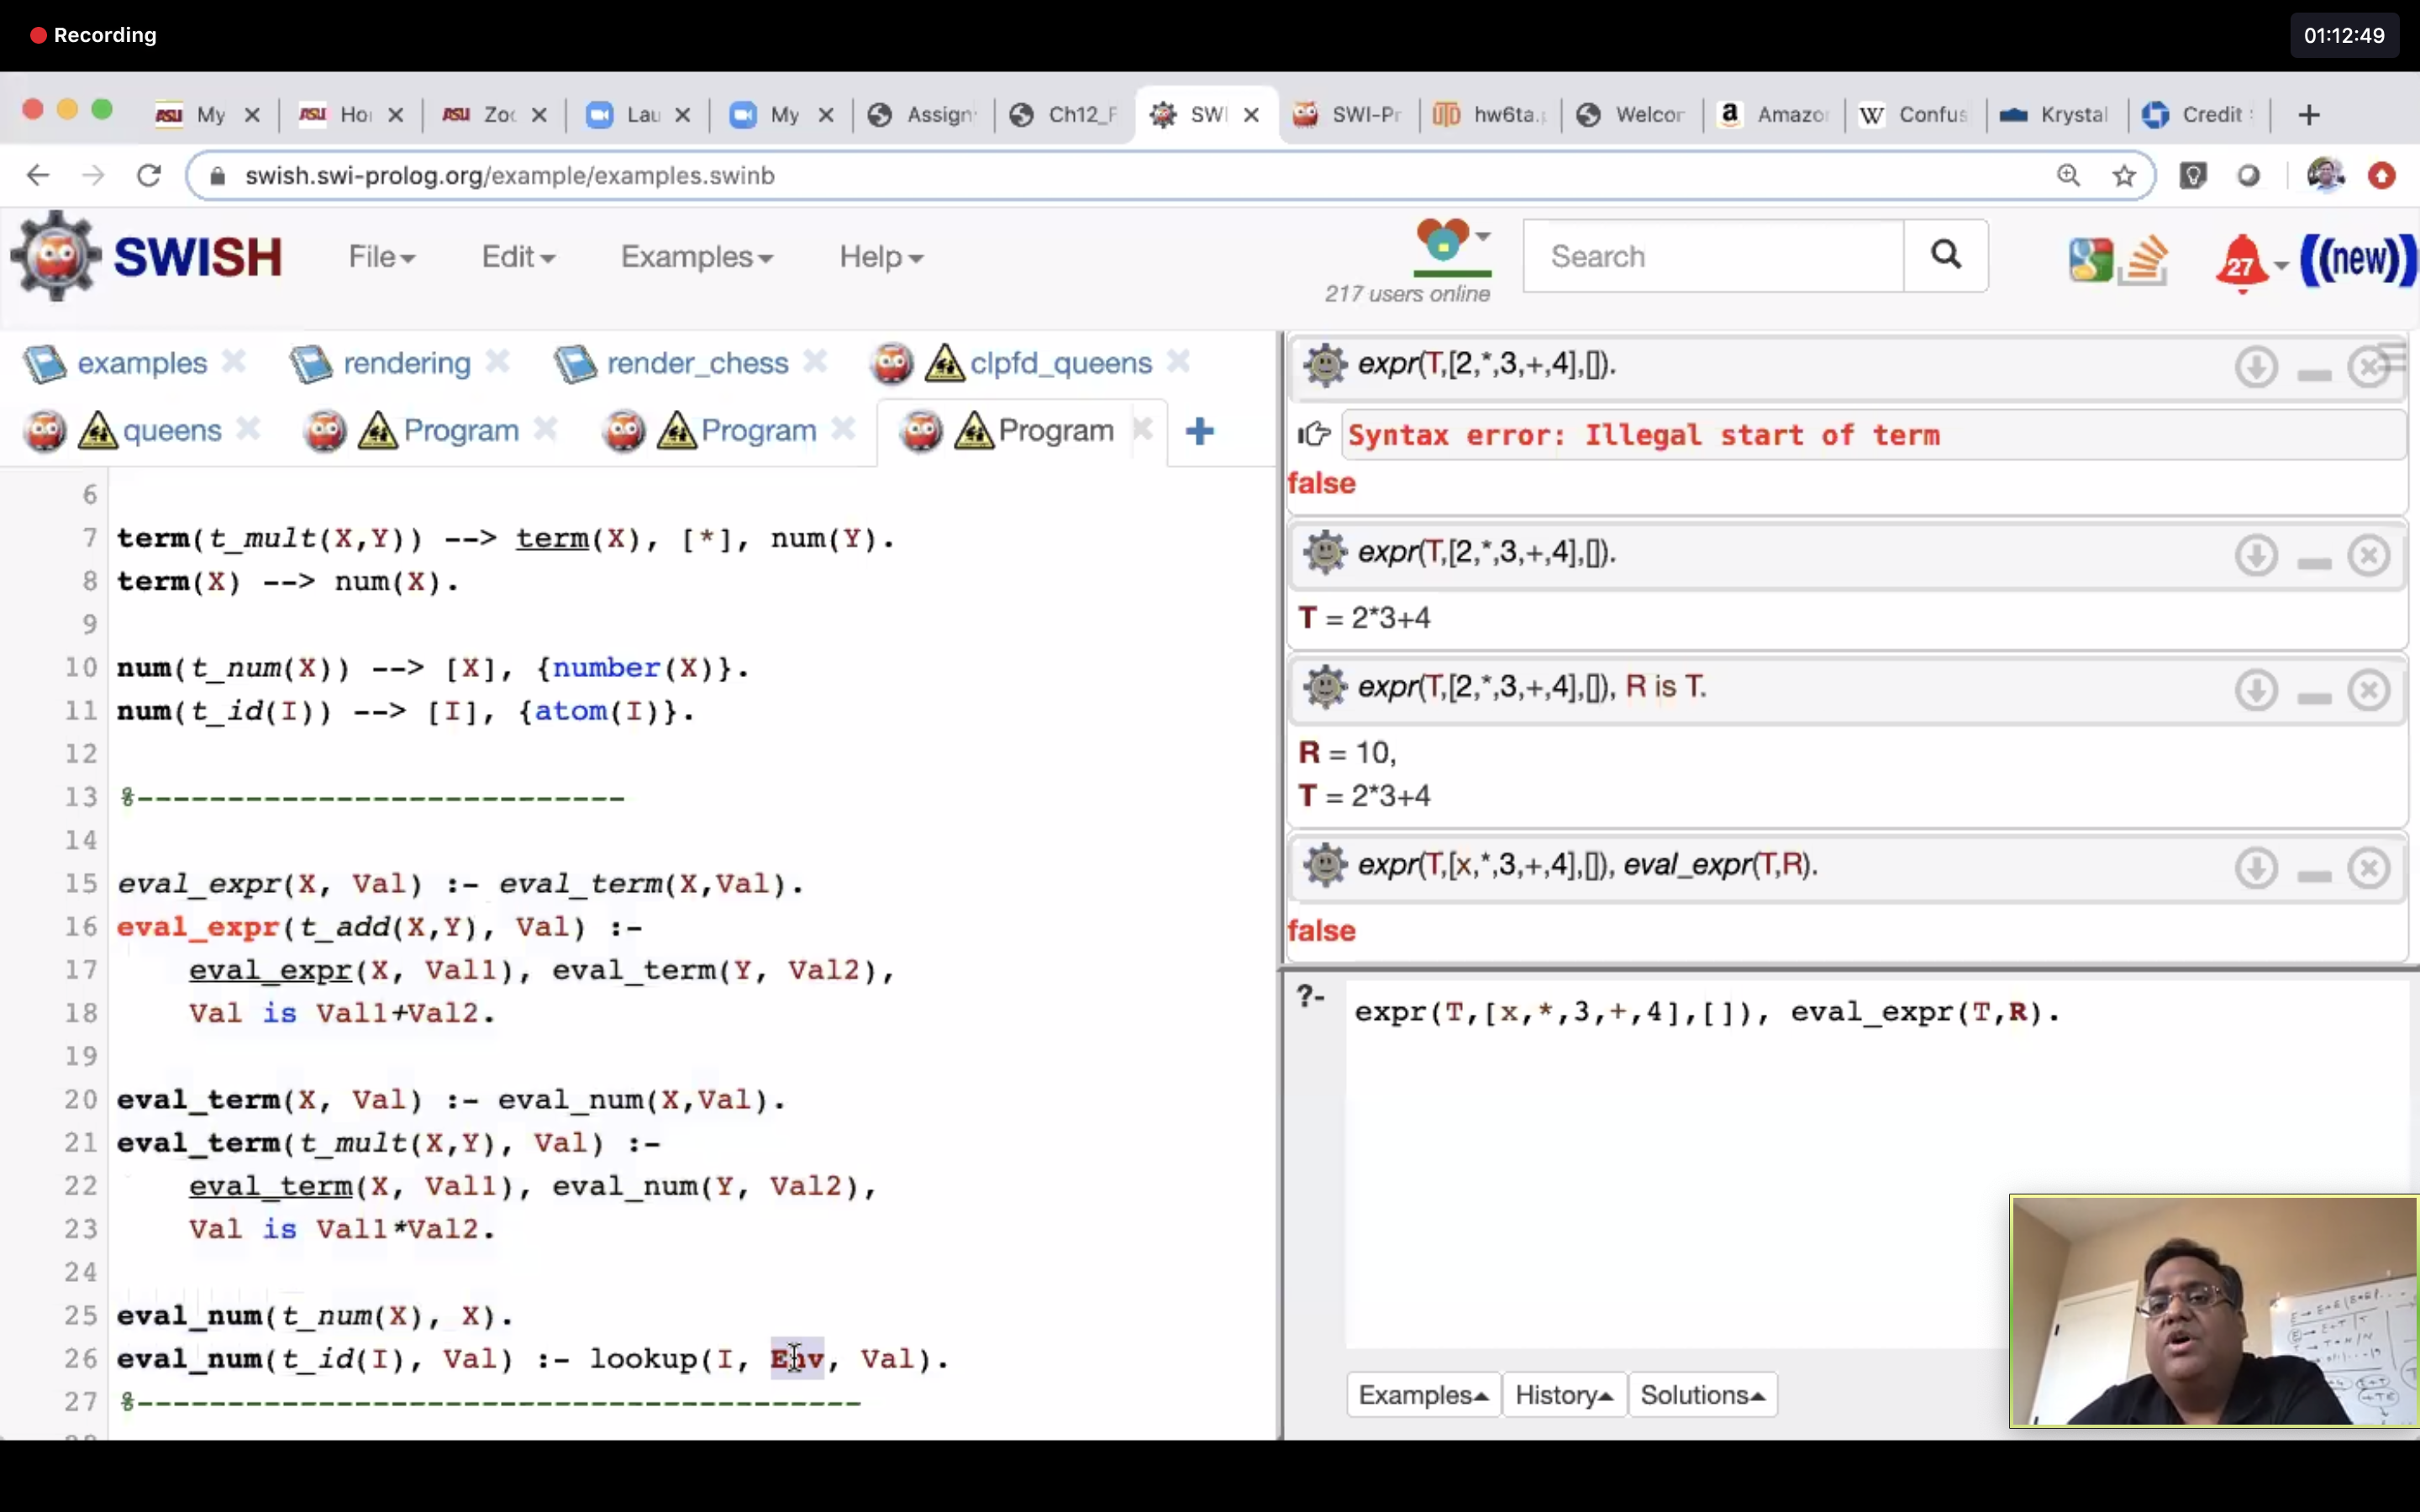 Recording
01:12:49
My
Ho
Zoo
Lau
My
Assign
Ch12_F
SWI
SWI-Pr
hw6ta.
Welcor
Amazo
Confus
Krystal
Credit
swish.swi-prolog.org/example/examples.swinb
SWISH File Edit Examples Help
217 users online
Search
27
((new))
examples rendering render_chess clpfd_queens
queens Program Program Program
6
7 term(t_mult(X,Y)) --> term(X), [*], num(Y).
8 term(X) --> num(X).
9
10 num(t_num(X)) --> [X], {number(X)}.
11 num(t_id(I)) --> [I], {atom(I)}.
12
13 %---------------------------
14
15 eval_expr(X, Val) :- eval_term(X,Val).
16 eval_expr(t_add(X,Y), Val) :-
17 eval_expr(X, Val1), eval_term(Y, Val2),
18 Val is Val1+Val2.
19
20 eval_term(X, Val) :- eval_num(X,Val).
21 eval_term(t_mult(X,Y), Val) :-
22 eval_term(X, Val1), eval_num(Y, Val2),
23 Val is Val1*Val2.
24
25 eval_num(t_num(X), X).
26 eval_num(t_id(I), Val) :- lookup(I, Env, Val).
27 %----------------------------------------
expr(T,[2,*,3,+,4],[]).
Syntax error: Illegal start of term
false
expr(T,[2,*,3,+,4],[]).
T = 2*3+4
expr(T,[2,*,3,+,4],[]), R is T.
R = 10,
T = 2*3+4
expr(T,[x,*,3,+,4],[]), eval_expr(T,R).
false
?- expr(T,[x,*,3,+,4],[]), eval_expr(T,R).
Examples History Solutions